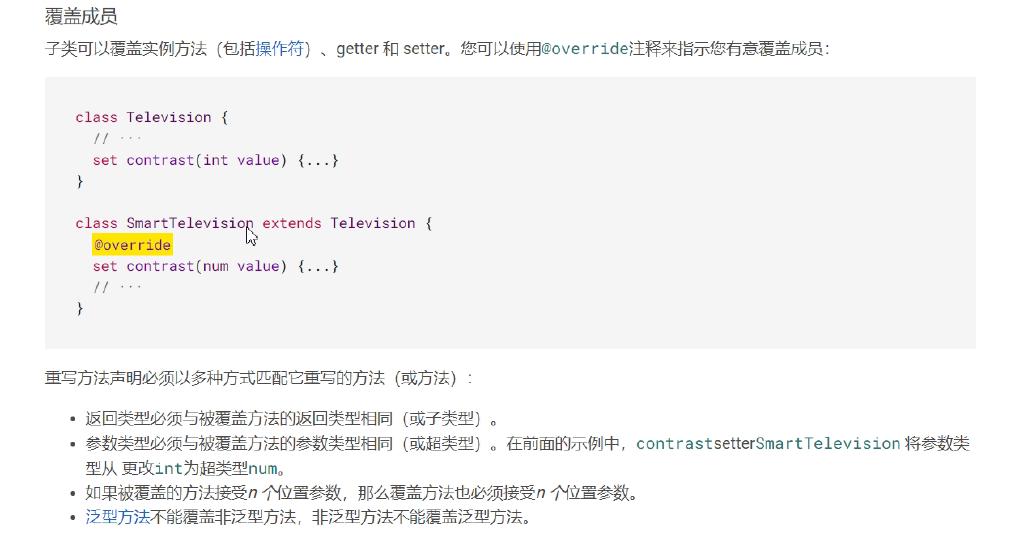 覆盖成员
子类可以覆盖实例方法（包括操作符）、getter 和 setter。您可以使用@override注释来指示您有意覆盖成员：
class Television {
// ···
set contrast(int value) {...}
}
class SmartTelevision extends Television {
@override
set contrast(num value) {...}
// ···
}
重写方法声明必须以多种方式匹配它重写的方法（或方法）：
• 返回类型必须与被覆盖方法的返回类型相同（或子类型）。
• 参数类型必须与被覆盖方法的参数类型相同（或超类型）。在前面的示例中，contrastsetterSmartTelevision 将参数类
型从 更改int为超类型num。
• 如果被覆盖的方法接受n 个位置参数，那么覆盖方法也必须接受n 个位置参数。
• 泛型方法不能覆盖非泛型方法，非泛型方法不能覆盖泛型方法。